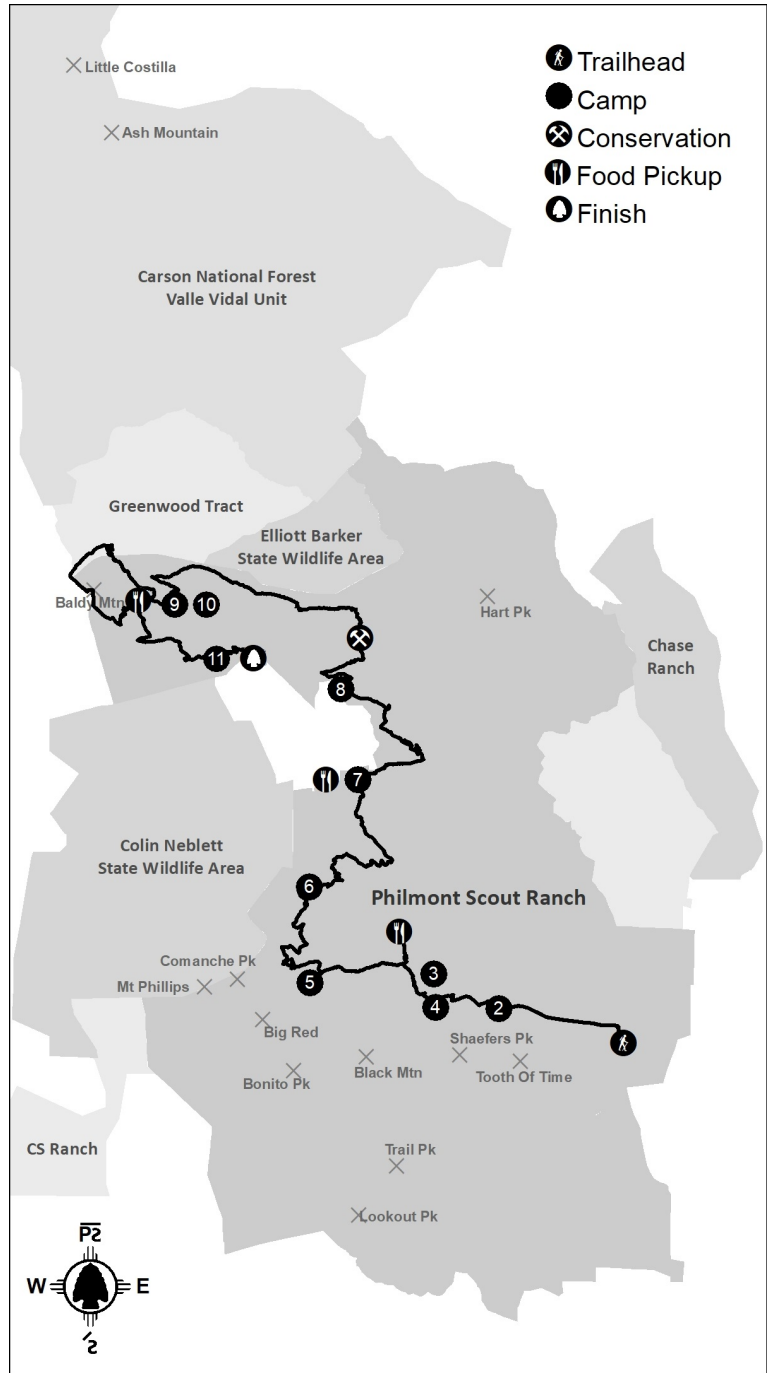 Little Costilla
Ash Mountain
Trailhead
Camp
Conservation
Food Pickup
Finish
Carson National Forest
Valle Vidal Unit
Greenwood Tract
Elliott Barker
State Wildlife Area
Baldy Mtn
9
10
Hart Pk
Chase
Ranch
11
8
7
Colin Neblett
State Wildlife Area
6
Philmont Scout Ranch
Comanche Pk
Mt Phillips
3
5
4
2
Big Red
Shaefers Pk
Black Mtn
Tooth Of Time
Bonito Pk
CS Ranch
Trail Pk
Lookout Pk
W
E